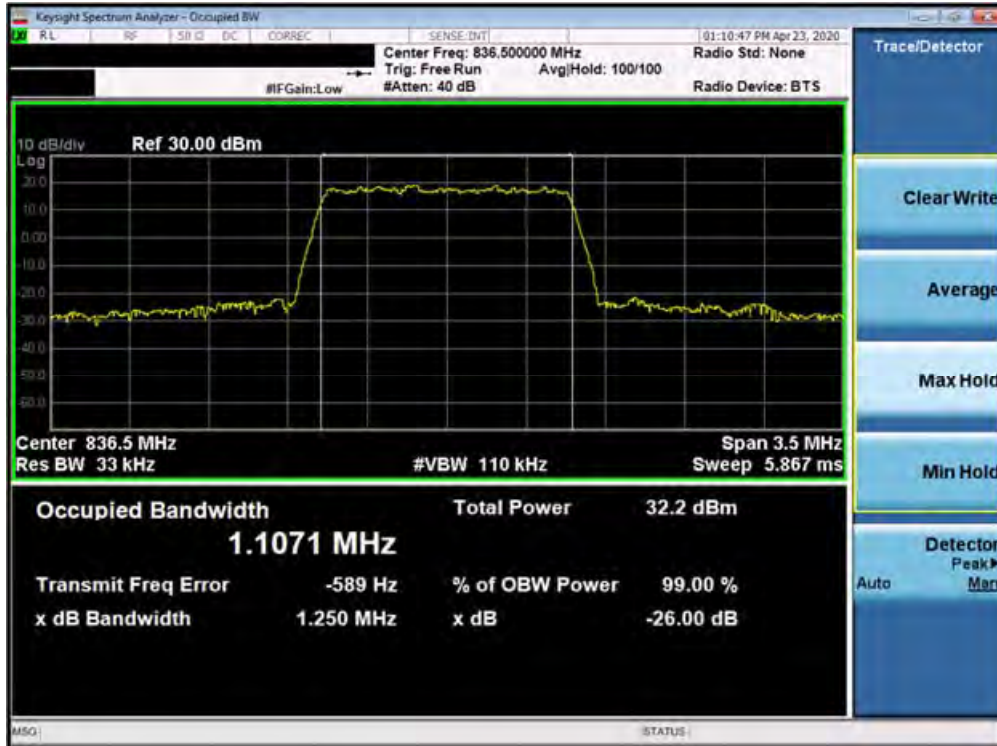 Keysight Spectrum Analyzer - Occupied BW
LXI RL RF 50 Ω DC CORREC SENSE:INT 01:10:47 PM Apr 23, 2020
Center Freq: 836.500000 MHz Radio Std: None
Trig: Free Run Avg|Hold: 100/100
#IFGain:Low #Atten: 40 dB Radio Device: BTS
10 dB/div Ref 30.00 dBm
Log
20.0
10.0
0.00
-10.0
-20.0
-30.0
-40.0
-50.0
-60.0
Center 836.5 MHz Span 3.5 MHz
Res BW 33 kHz #VBW 110 kHz Sweep 5.867 ms
Occupied Bandwidth Total Power 32.2 dBm
1.1071 MHz
Transmit Freq Error -589 Hz % of OBW Power 99.00 %
x dB Bandwidth 1.250 MHz x dB -26.00 dB
MSG STATUS
Trace/Detector
Clear Write
Average
Max Hold
Min Hold
Detector
Peak▶
Auto Man